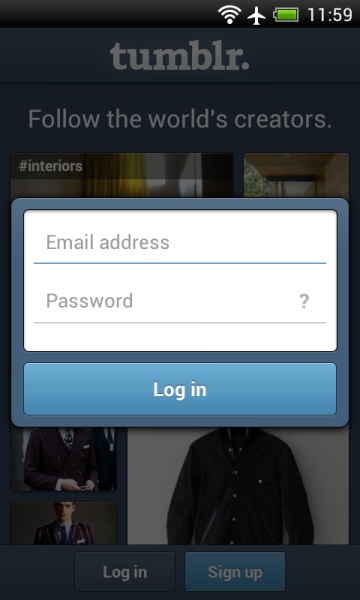 11:59
tumblr.
Follow the world's creators.
#interiors
Email address
Password ?
Log in
Log in Sign up